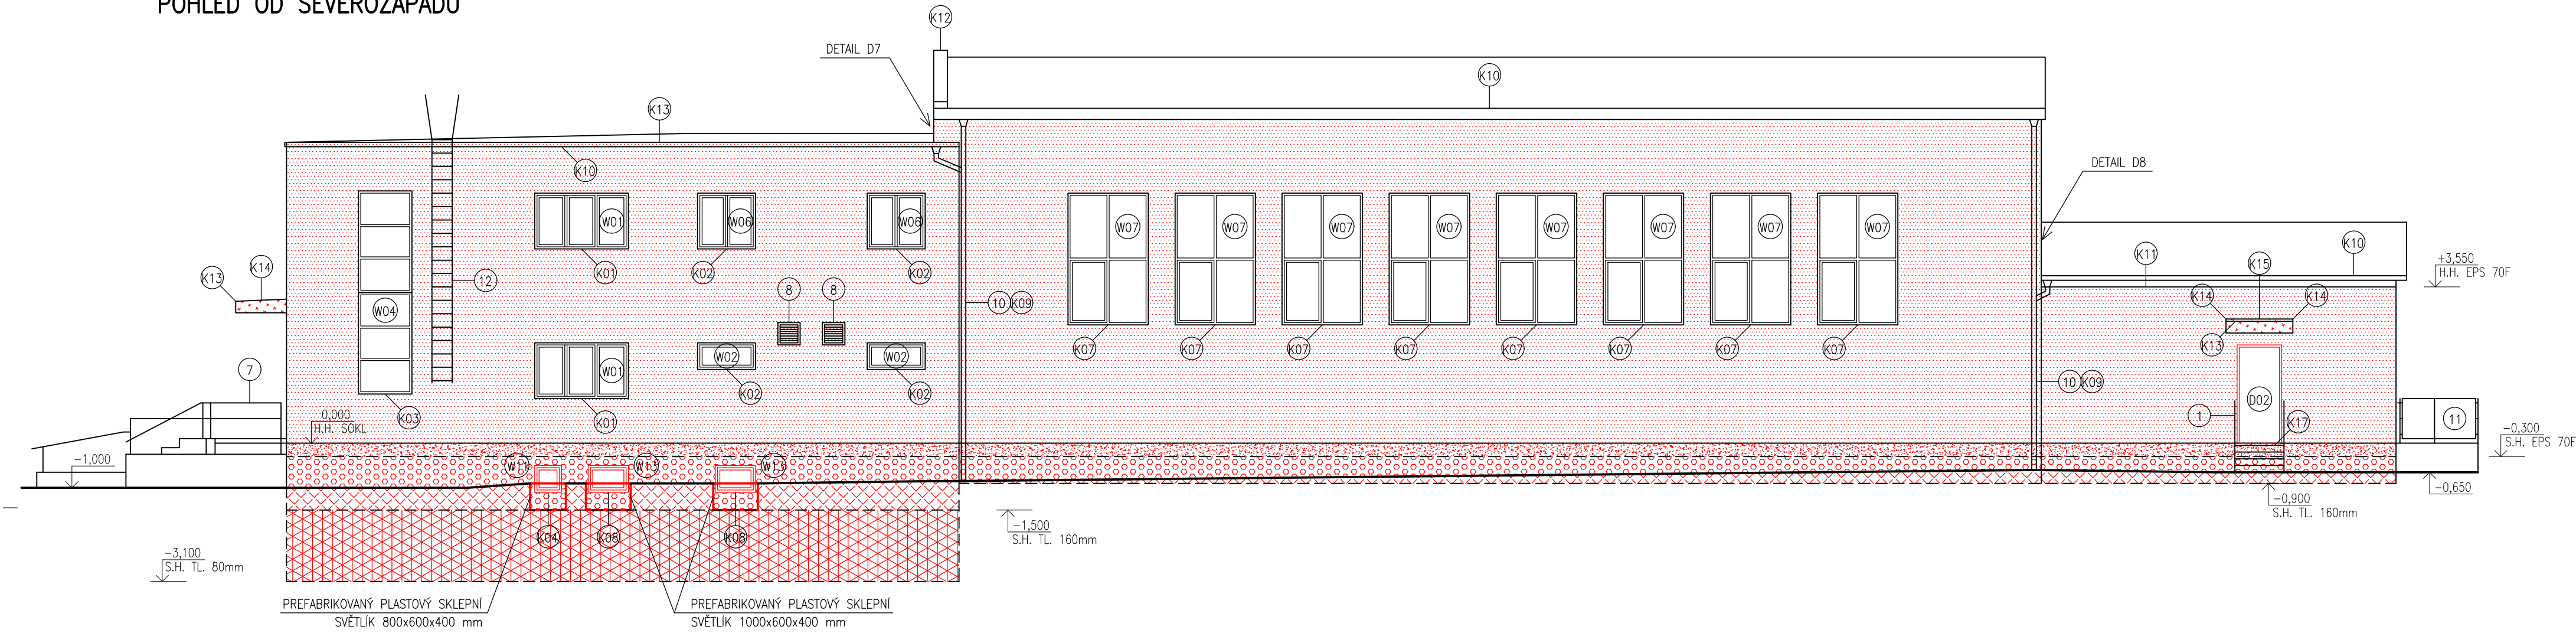 POHLED OD SEVEROZÁPADU
K12
DETAIL D7
K10
K13
K10
DETAIL D8
W01
W06
W06
W07
W07
W07
W07
W07
W07
W07
W07
K10
K11
K15
+3,550
H.H. EPS 70F
K13
K14
12
K01
K02
K02
8
8
10
K09
W04
K14
K14
K13
K07
K07
K07
K07
K07
K07
K07
K07
W02
W02
7
W01
K02
K02
10
K09
D02
K03
K01
1
K17
11
0,000
H.H. SOKL
-0,300
S.H. EPS 70F
-1,000
W11
W13
W13
-0,650
-0,900
S.H. TL. 160mm
-1,500
S.H. TL. 160mm
K04
K08
K08
-3,100
S.H. TL. 80mm
PREFABRIKOVANÝ PLASTOVÝ SKLEPNÍ
SVĚTLÍK 800x600x400 mm
PREFABRIKOVANÝ PLASTOVÝ SKLEPNÍ
SVĚTLÍK 1000x600x400 mm